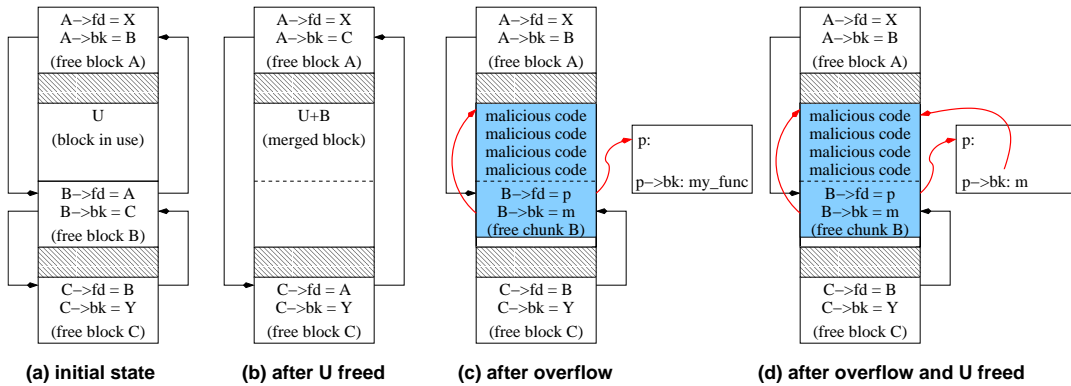 A−>fd = X
A−>bk = B
(free block A)
U
(block in use)
B−>fd = A
B−>bk = C
(free block B)
C−>fd = B
C−>bk = Y
(free block C)
(a) initial state
A−>fd = X
A−>bk = C
(free block A)
U+B
(merged block)
C−>fd = A
C−>bk = Y
(free block C)
(b) after U freed
A−>fd = X
A−>bk = B
(free block A)
malicious code
malicious code
malicious code
malicious code
B−>fd = p
B−>bk = m
(free chunk B)
C−>fd = B
C−>bk = Y
(free block C)
p:
p−>bk: my_func
(c) after overflow
A−>fd = X
A−>bk = B
(free block A)
malicious code
malicious code
malicious code
malicious code
B−>fd = p
B−>bk = m
(free chunk B)
C−>fd = B
C−>bk = Y
(free block C)
p:
p−>bk: m
(d) after overflow and U freed